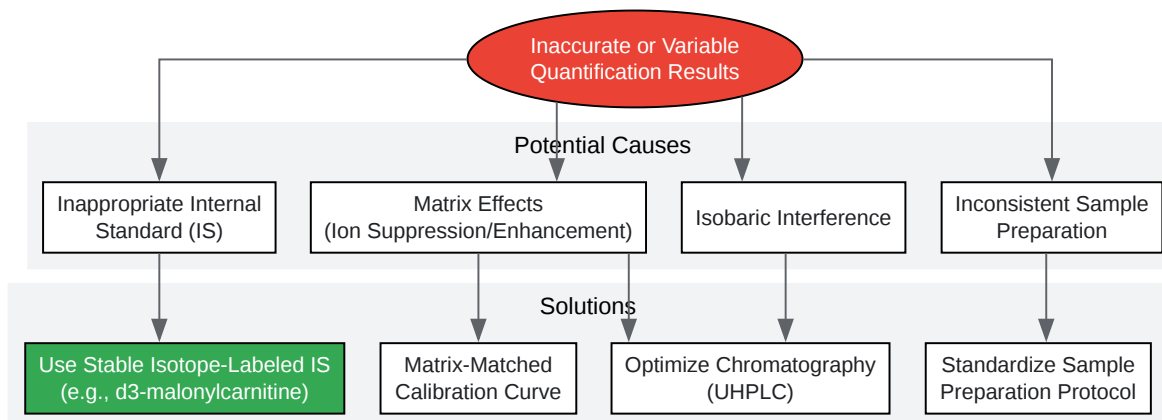 Inaccurate or Variable
Quantification Results
Potential Causes
Inappropriate Internal
Standard (IS)
Matrix Effects
(Ion Suppression/Enhancement)
Isobaric Interference
Inconsistent Sample
Preparation
Solutions
Use Stable Isotope-Labeled IS
(e.g., d3-malonylcarnitine)
Matrix-Matched
Calibration Curve
Optimize Chromatography
(UHPLC)
Standardize Sample
Preparation Protocol